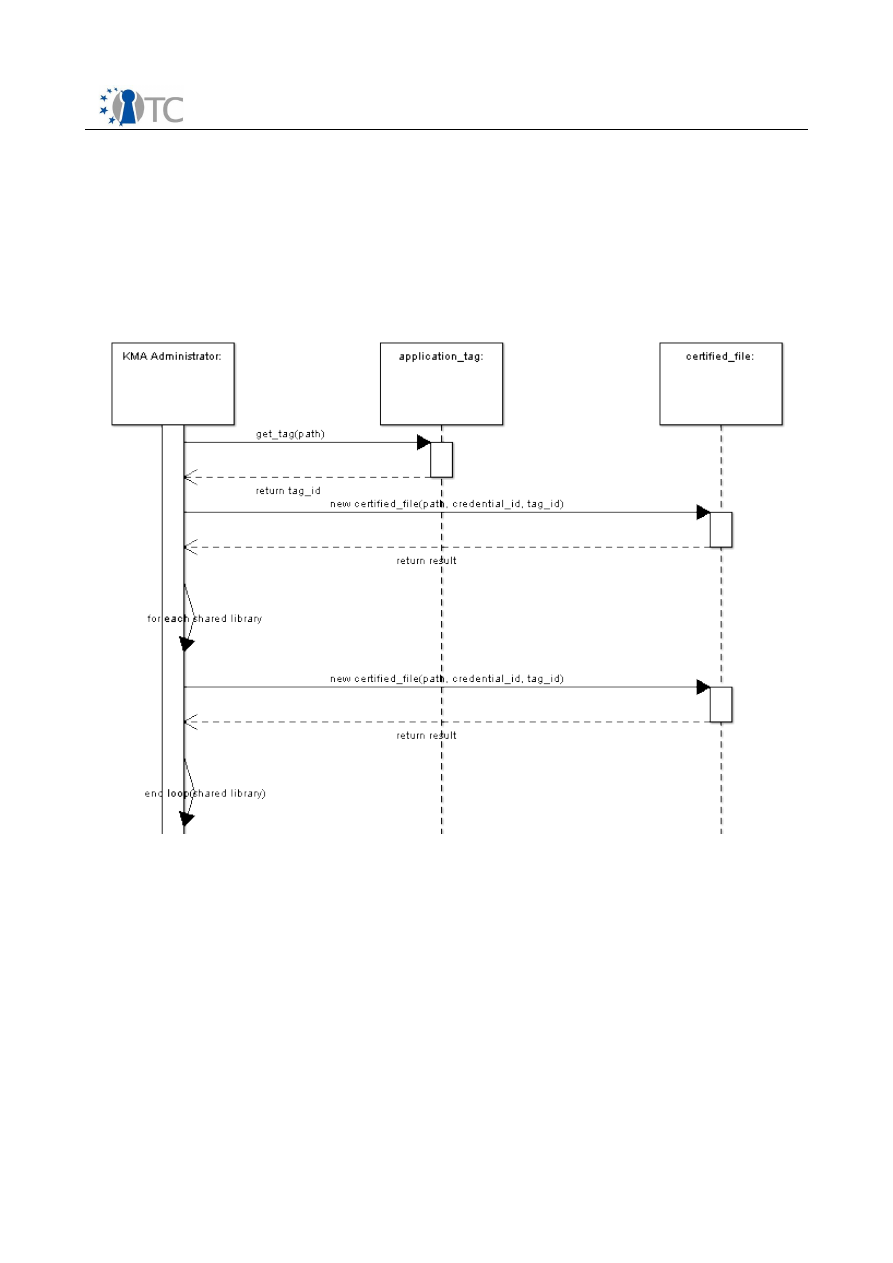 TC
KMA Administrator:
application_tag:
certified_file:
get_tag(path)
return tag_id
new certified_file(path, credential_id, tag_id)
return result
for each shared library
new certified_file(path, credential_id, tag_id)
return result
end loop(shared library)